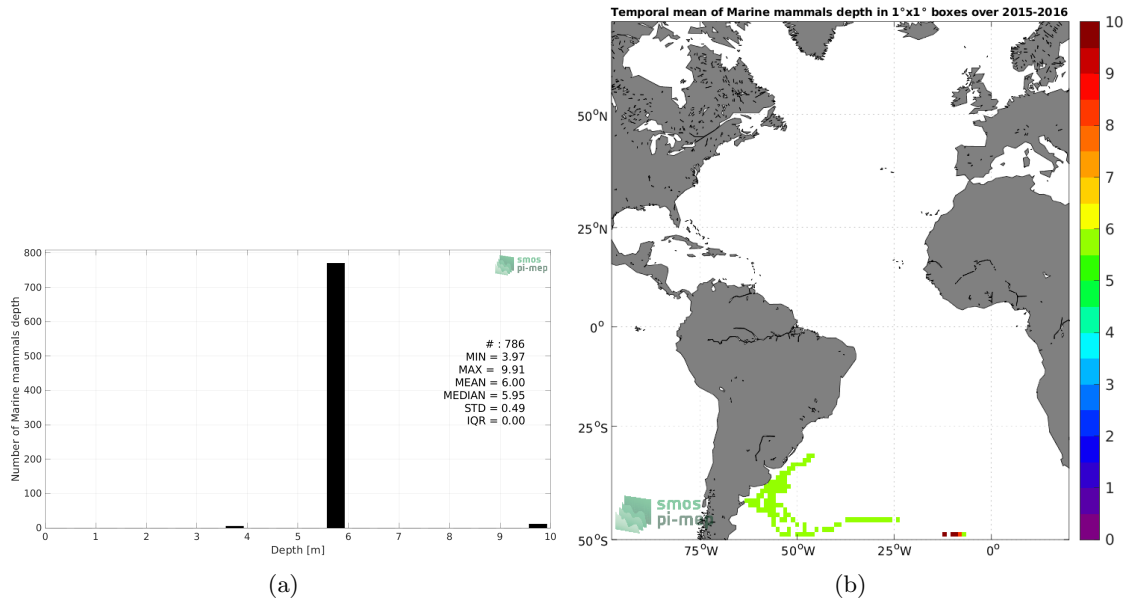 Temporal mean of Marine mammals depth in 1°x1° boxes over 2015-2016
800
700
600
500
400
300
200
100
0
Number of Marine mammals depth
smos
pi-mep
# : 786
MIN = 3.97
MAX = 9.91
MEAN = 6.00
MEDIAN = 5.95
STD = 0.49
IQR = 0.00
0 1 2 3 4 5 6 7 8 9 10
Depth [m]
(a)
50°N
25°N
0°
25°S
50°S
75°W 50°W 25°W 0°
smos
pi-mep
10
9
8
7
6
5
4
3
2
1
0
(b)